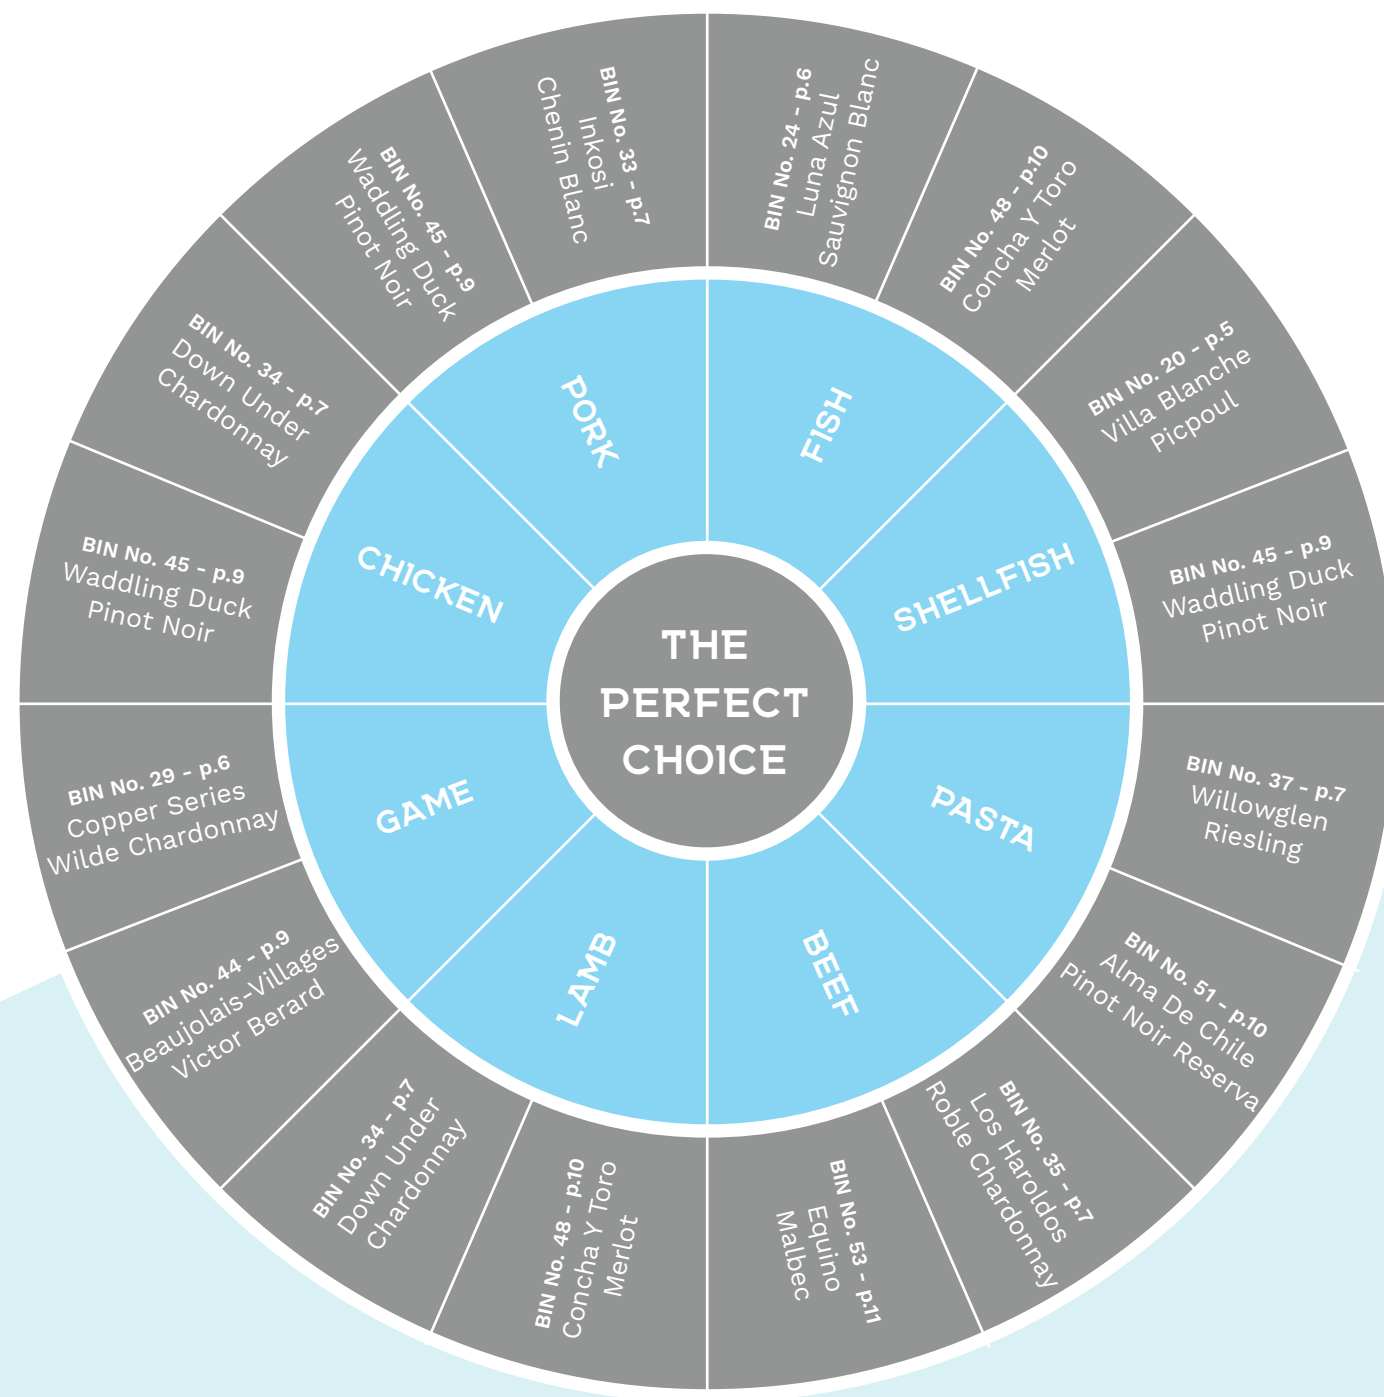 THE
PERFECT
CHOICE
FISH
BIN No. 24 - p.6
Luna Azul
Sauvignon Blanc
BIN No. 48 - p.10
Concha Y Toro
Merlot
SHELLFISH
BIN No. 20 - p.5
Villa Blanche
Picpoul
BIN No. 45 - p.9
Waddling Duck
Pinot Noir
PASTA
BIN No. 37 - p.7
Willowglen
Riesling
BIN No. 51 - p.10
Alma De Chile
Pinot Noir Reserva
BEEF
BIN No. 35 - p.7
Los Haroldos
Roble Chardonnay
BIN No. 53 - p.11
Equino
Malbec
LAMB
BIN No. 48 - p.10
Concha Y Toro
Merlot
BIN No. 34 - p.7
Down Under
Chardonnay
GAME
BIN No. 44 - p.9
Beaujolais-Villages
Victor Berard
BIN No. 29 - p.6
Copper Series
Wilde Chardonnay
CHICKEN
BIN No. 45 - p.9
Waddling Duck
Pinot Noir
BIN No. 34 - p.7
Down Under
Chardonnay
PORK
BIN No. 45 - p.9
Waddling Duck
Pinot Noir
BIN No. 33 - p.7
Inkosi
Chenin Blanc